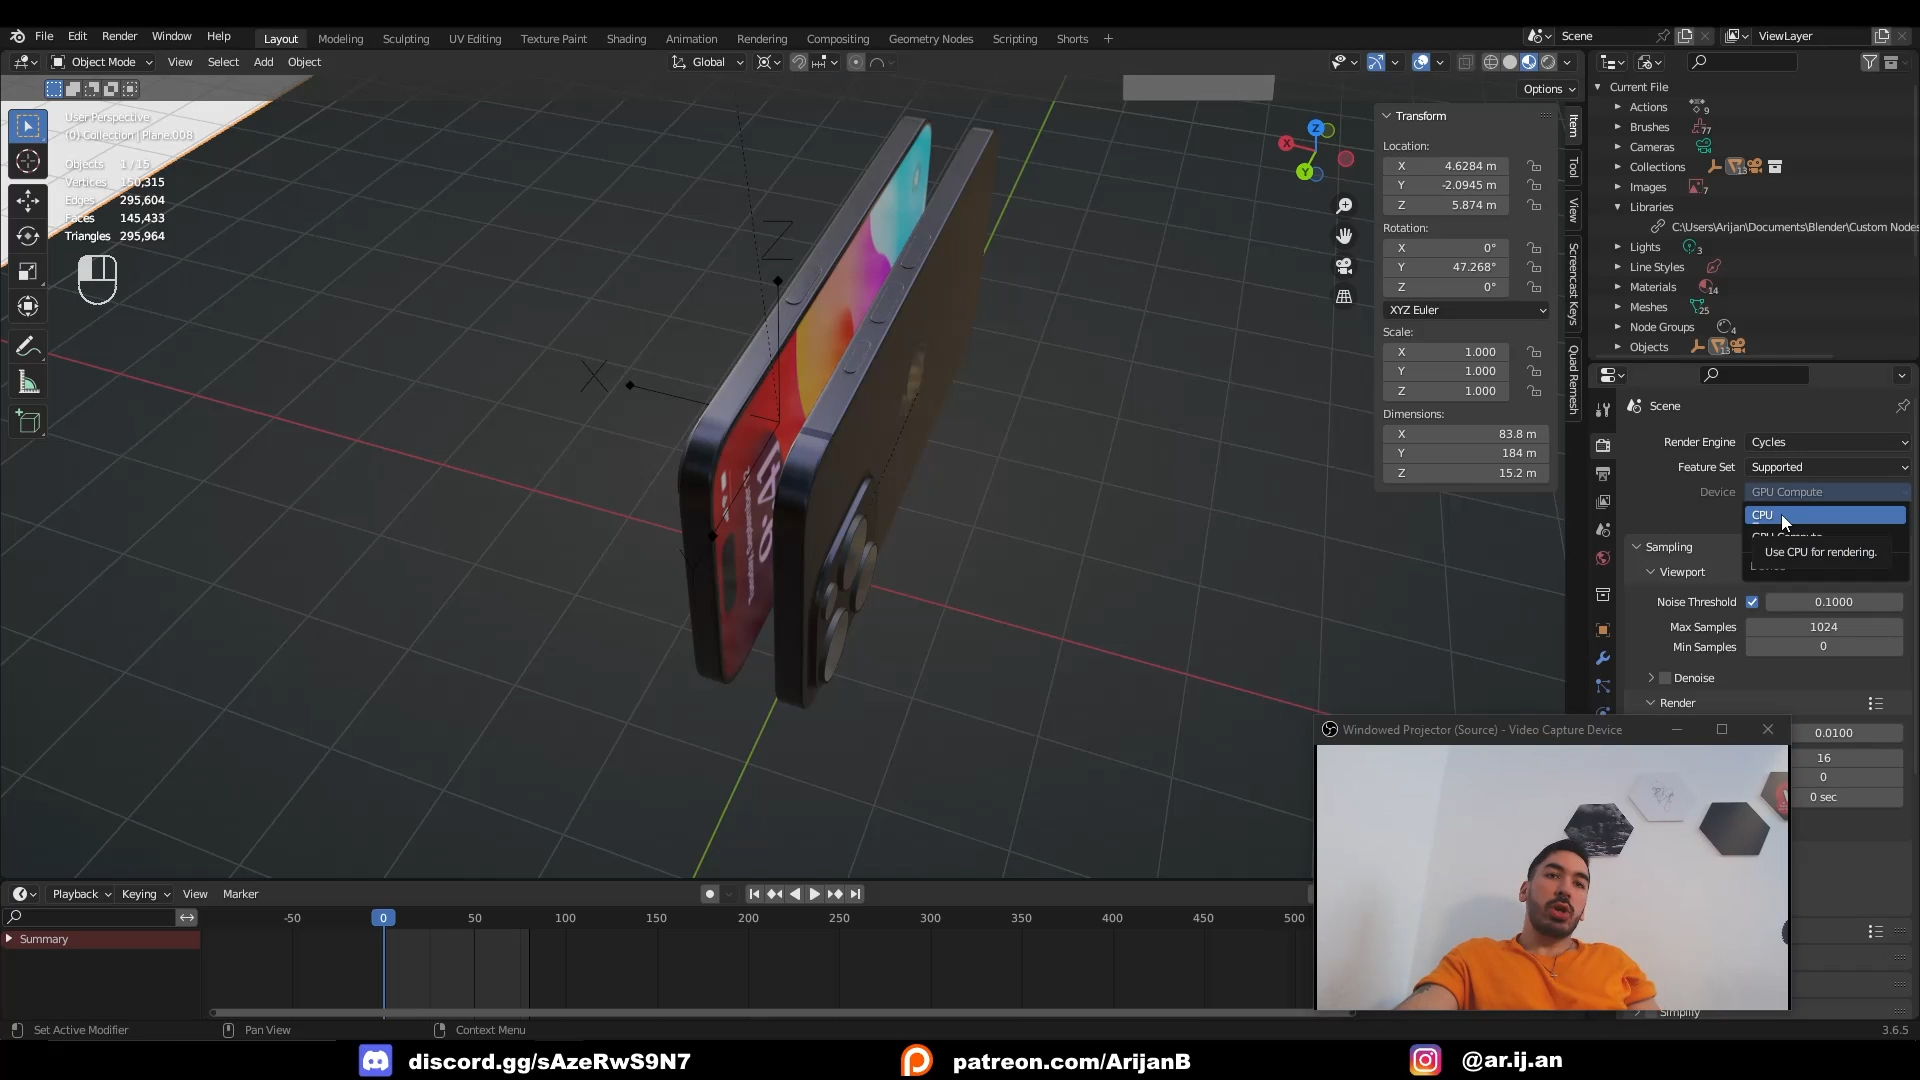 File Edit Render Window Help
Layout Modeling Sculpting UV Editing Texture Paint Shading Animation Rendering Compositing Geometry Nodes Scripting Shorts +
Scene
ViewLayer
Object Mode View Select Add Object
Global
Options
User Perspective
(0) Collection | Plane.008
Objects 1/15
Vertices 150,315
Edges 295,604
Faces 145,433
Triangles 295,964
Z
X
Z
X
Y
Transform
Location:
X 4.6284 m
Y -2.0945 m
Z 5.874 m
Rotation:
X 0°
Y 47.268°
Z 0°
XYZ Euler
Scale:
X 1.000
Y 1.000
Z 1.000
Dimensions:
X 83.8 m
Y 184 m
Z 15.2 m
Item
Tool
View
Screencast Keys
Quad Remesh
Current File
Actions 9
Brushes 77
Cameras
Collections 13
Images 7
Libraries
C:\Users\Arijan\Documents\Blender\Custom Nodes
Lights 3
Line Styles
Materials 14
Meshes 25
Node Groups 4
Objects 13
Scene
Render Engine Cycles
Feature Set Supported
Device GPU Compute
CPU
Use CPU for rendering.
Sampling
Viewport
Noise Threshold 0.1000
Max Samples 1024
Min Samples 0
Denoise
Render
0.0100
16
0
0 sec
Windowed Projector (Source) - Video Capture Device
Simplify
Playback Keying View Marker
-50 0 50 100 150 200 250 300 350 400 450 500
Summary
Set Active Modifier Pan View Context Menu
3.6.5
discord.gg/sAzeRwS9N7 patreon.com/ArijanB @ar.ij.an